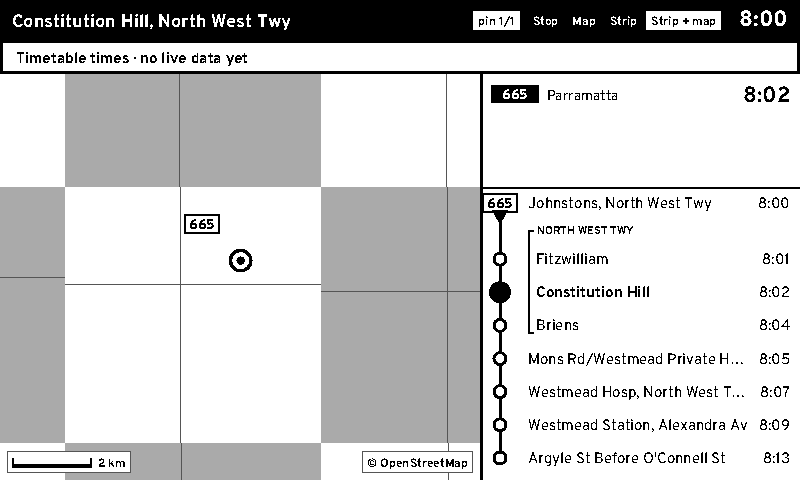 Constitution Hill, North West Twy
pin 1/1 Stop Map Strip Strip + map 8:00
Timetable times · no live data yet
665 Parramatta 8:02
665 Johnstons, North West Twy 8:00
NORTH WEST TWY
Fitzwilliam 8:01
Constitution Hill 8:02
Briens 8:04
Mons Rd/Westmead Private H... 8:05
Westmead Hosp, North West T... 8:07
Westmead Station, Alexandra Av 8:09
Argyle St Before O'Connell St 8:13
665
2 km
© OpenStreetMap